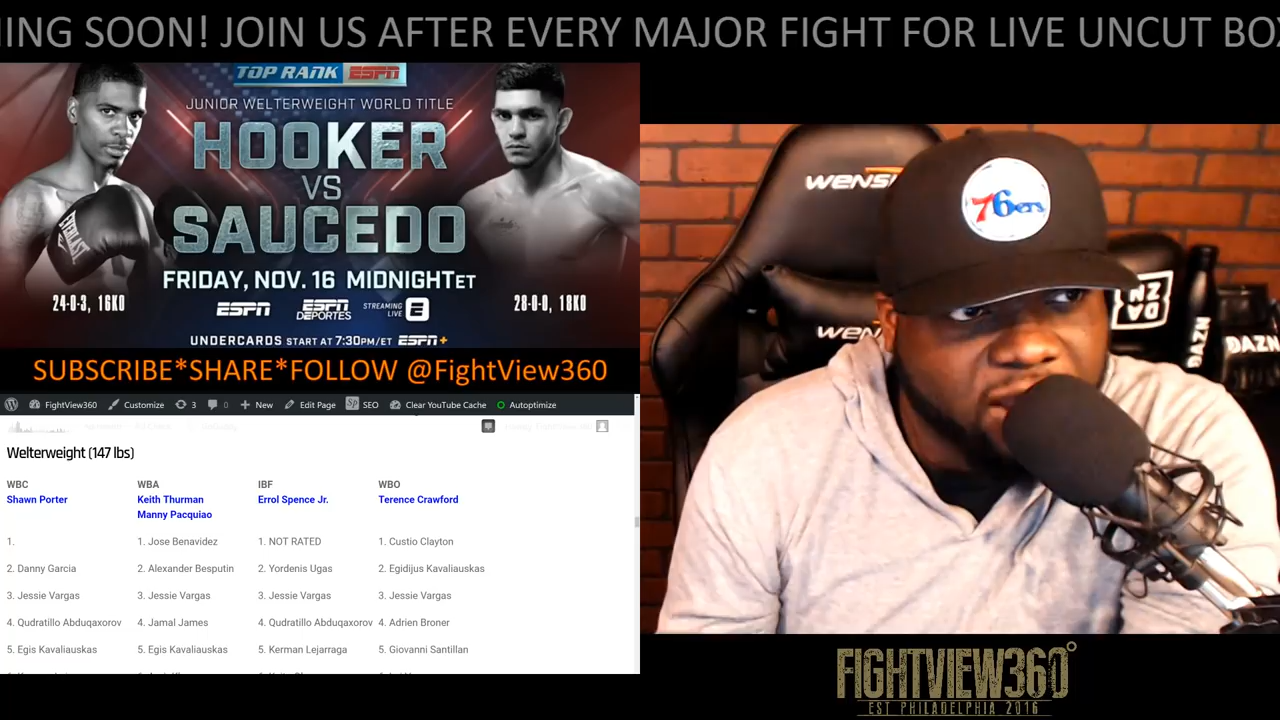 ING SOON! JOIN US AFTER EVERY MAJOR FIGHT FOR LIVE UNCUT BO
TOP RANK ESPN
JUNIOR WELTERWEIGHT WORLD TITLE
HOOKER
VS
SAUCEDO
FRIDAY, NOV. 16 MIDNIGHT ET
EVERLAST
24-0-3, 16KO
28-0-0, 18KO
ESPN ESPN DEPORTES STREAMING LIVE
UNDERCARDS START AT 7:30PM/ET ESPN+
SUBSCRIBE*SHARE*FOLLOW @FightView360
FightView360 Customize 3 0 New Edit Page SEO Clear YouTube Cache Autoptimize
Welterweight (147 lbs)
WBC WBA IBF WBO
Shawn Porter Keith Thurman Errol Spence Jr. Terence Crawford
Manny Pacquiao
1. 1. Jose Benavidez 1. NOT RATED 1. Custio Clayton
2. Danny Garcia 2. Alexander Besputin 2. Yordenis Ugas 2. Egidijus Kavaliauskas
3. Jessie Vargas 3. Jessie Vargas 3. Jessie Vargas 3. Jessie Vargas
4. Qudratillo Abduqaxorov 4. Jamal James 4. Qudratillo Abduqaxorov 4. Adrien Broner
5. Egis Kavaliauskas 5. Egis Kavaliauskas 5. Kerman Lejarraga 5. Giovanni Santillan
WENS
WEN
76ers
DAZN
DAZN
DAZN
FIGHTVIEW360°
EST PHILADELPHIA 2016